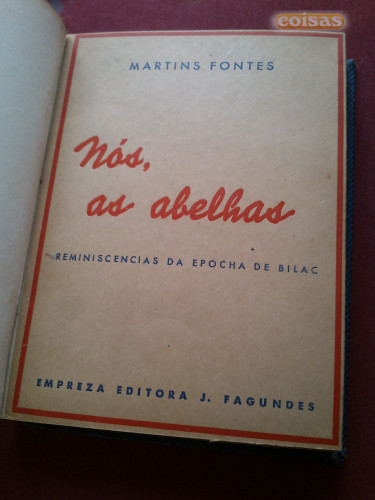 coisas
MARTINS FONTES
Nós,
as abelhas
REMINISCENCIAS DA EPOCHA DE BILAC
EMPREZA EDITORA J. FAGUNDES